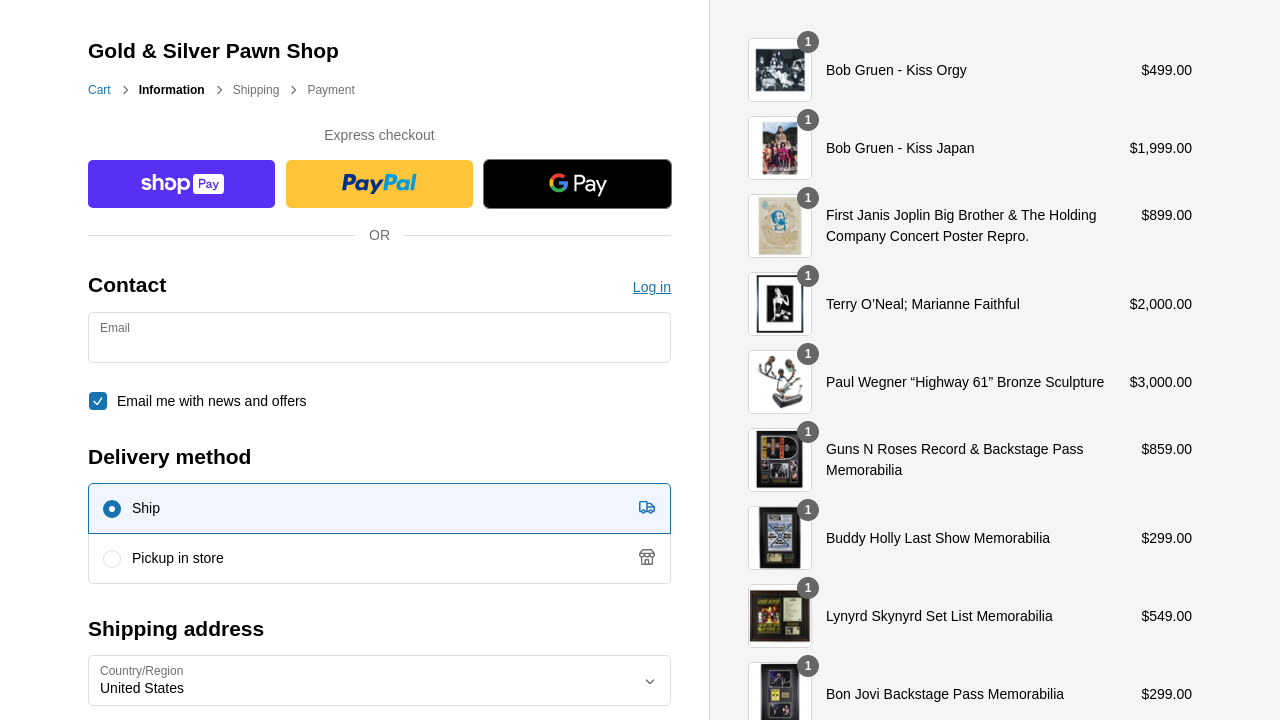 Gold & Silver Pawn Shop
Cart
Information
Shipping
Payment
Express checkout
shop Pay
PayPal
G Pay
OR
Contact
Log in
Email
Email me with news and offers
Delivery method
Ship
Pickup in store
Shipping address
Country/Region
United States
1
Bob Gruen - Kiss Orgy
$499.00
1
Bob Gruen - Kiss Japan
$1,999.00
1
First Janis Joplin Big Brother & The Holding
Company Concert Poster Repro.
$899.00
1
Terry O’Neal; Marianne Faithful
$2,000.00
1
Paul Wegner “Highway 61” Bronze Sculpture
$3,000.00
1
Guns N Roses Record & Backstage Pass
Memorabilia
$859.00
1
Buddy Holly Last Show Memorabilia
$299.00
1
Lynyrd Skynyrd Set List Memorabilia
$549.00
1
Bon Jovi Backstage Pass Memorabilia
$299.00